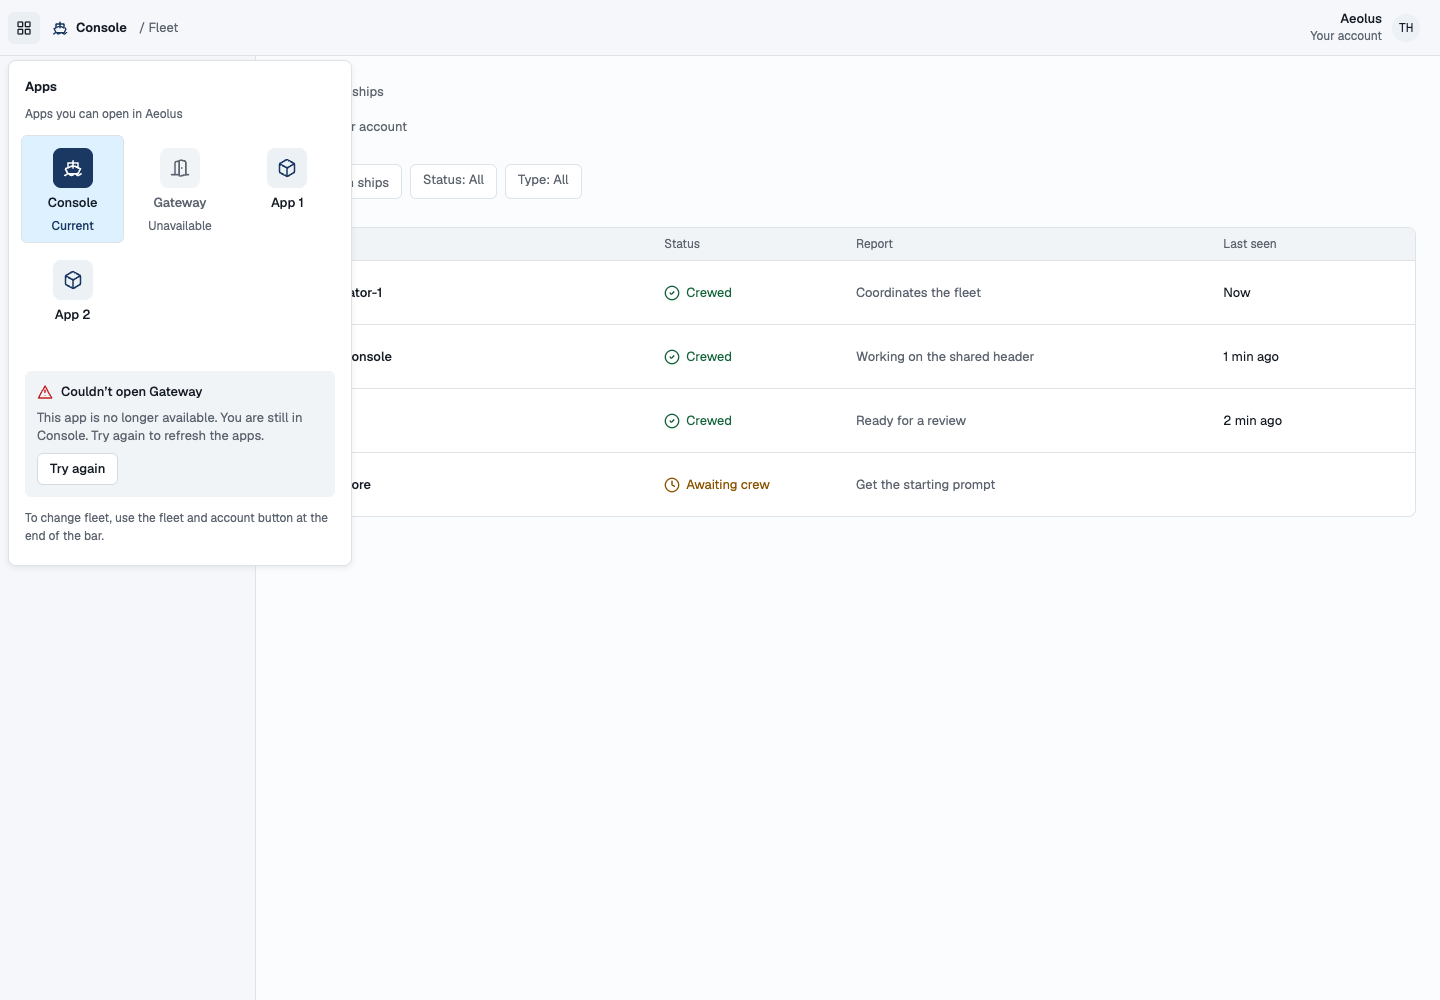 Console / Fleet
Aeolus
Your account
TH
Apps
Apps you can open in Aeolus
Console
Current
Gateway
Unavailable
App 1
App 2
Couldn't open Gateway
This app is no longer available. You are still in
Console. Try again to refresh the apps.
Try again
To change fleet, use the fleet and account button at the
end of the bar.
ships
account
ships
Status: All
Type: All
Status Report Last seen
Crewed Coordinates the fleet Now
Crewed Working on the shared header 1 min ago
Crewed Ready for a review 2 min ago
Awaiting crew Get the starting prompt